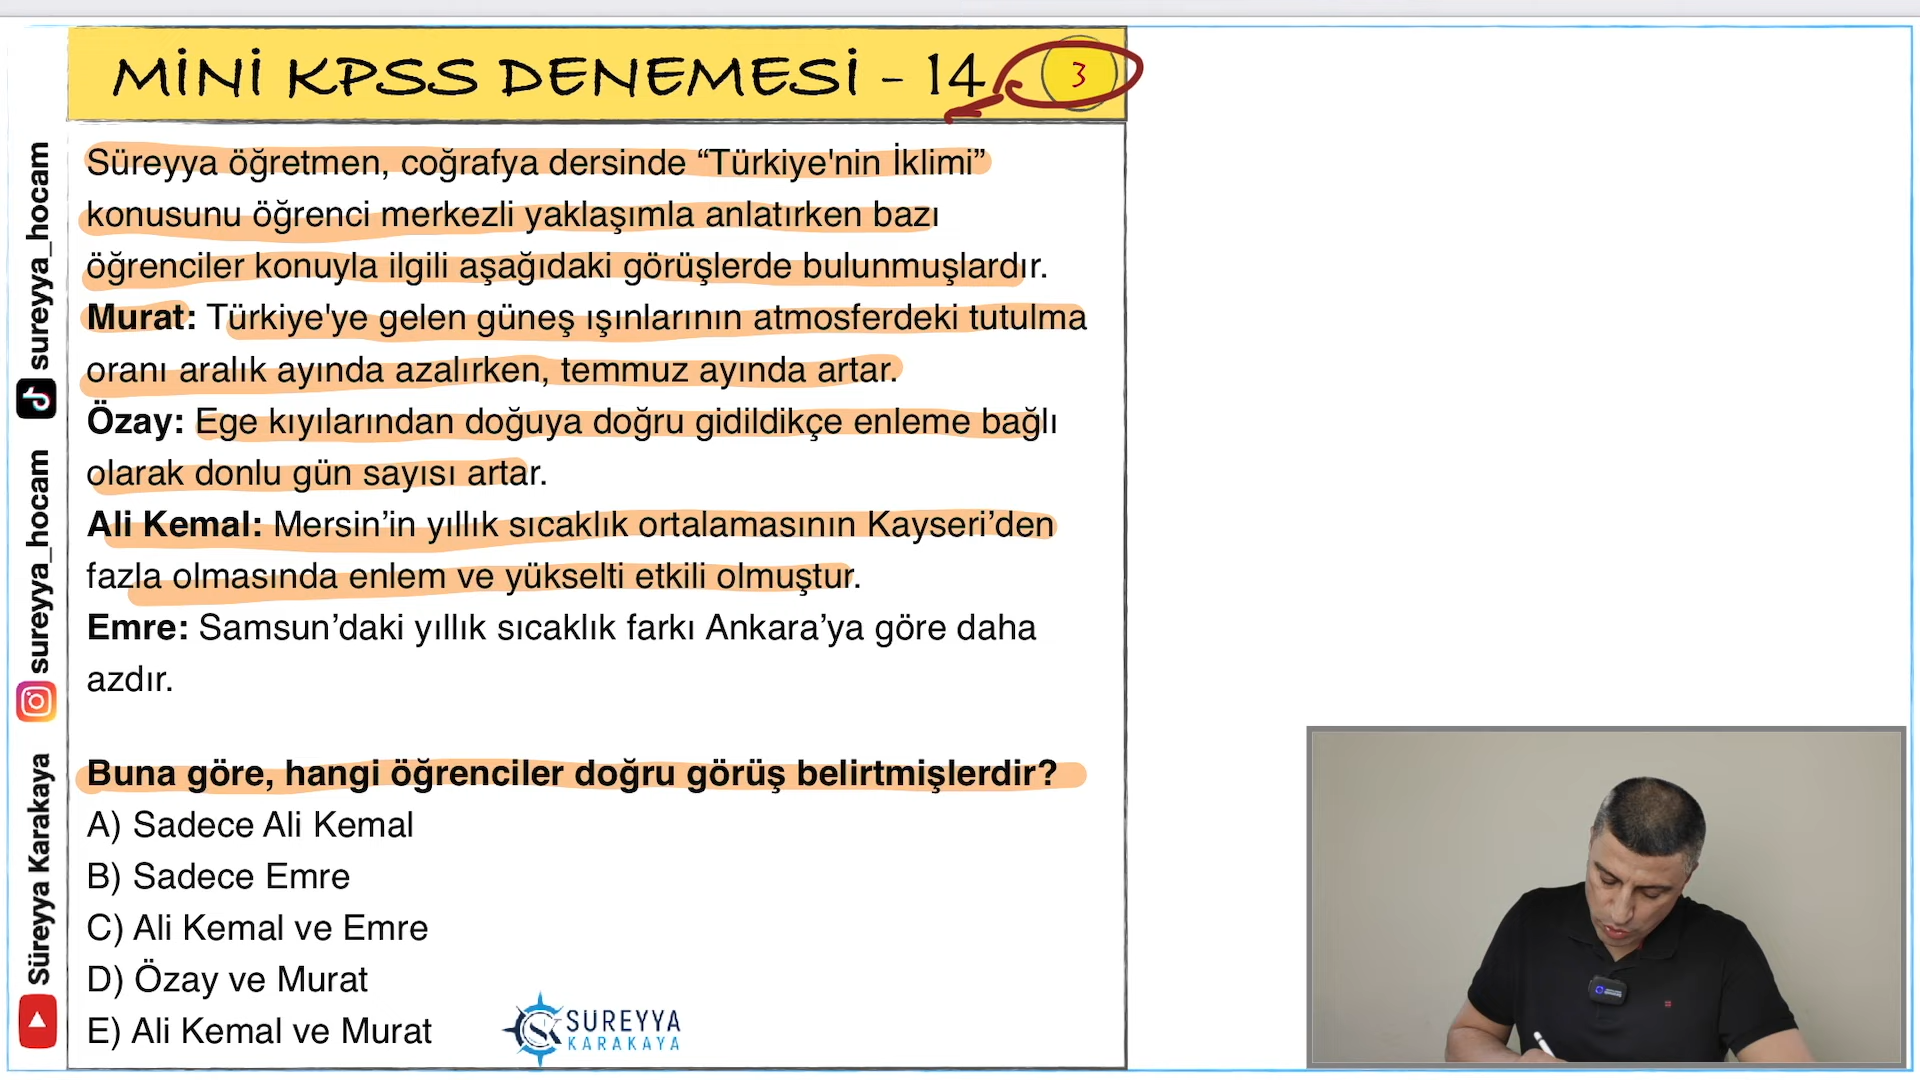 MİNİ KPSS DENEMESİ - 14
3
Süreyya öğretmen, coğrafya dersinde “Türkiye'nin İklimi”
konusunu öğrenci merkezli yaklaşımla anlatırken bazı
öğrenciler konuyla ilgili aşağıdaki görüşlerde bulunmuşlardır.
Murat: Türkiye'ye gelen güneş ışınlarının atmosferdeki tutulma
oranı aralık ayında azalırken, temmuz ayında artar.
Özay: Ege kıyılarından doğuya doğru gidildikçe enleme bağlı
olarak donlu gün sayısı artar.
Ali Kemal: Mersin’in yıllık sıcaklık ortalamasının Kayseri’den
fazla olmasında enlem ve yükselti etkili olmuştur.
Emre: Samsun’daki yıllık sıcaklık farkı Ankara’ya göre daha
azdır.
Buna göre, hangi öğrenciler doğru görüş belirtmişlerdir?
A) Sadece Ali Kemal
B) Sadece Emre
C) Ali Kemal ve Emre
D) Özay ve Murat
E) Ali Kemal ve Murat
SK
SUREYYA
KARAKAYA
sureyya_hocam
sureyya_hocam
Süreyya Karakaya